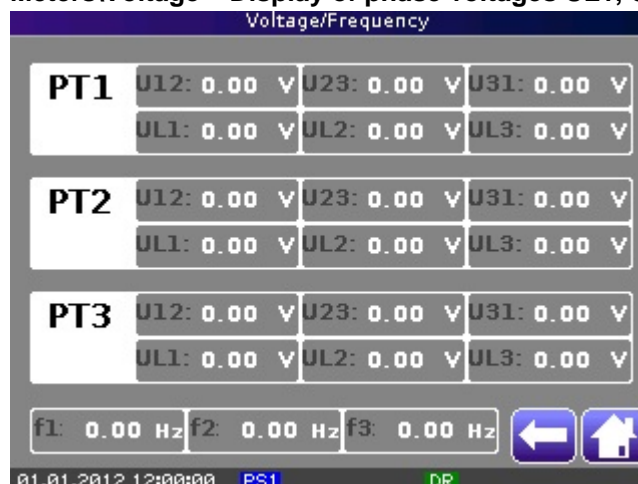 Voltage/Frequency
PT1 U12: 0.00 V U23: 0.00 V U31: 0.00 V
UL1: 0.00 V UL2: 0.00 V UL3: 0.00 V
PT2 U12: 0.00 V U23: 0.00 V U31: 0.00 V
UL1: 0.00 V UL2: 0.00 V UL3: 0.00 V
PT3 U12: 0.00 V U23: 0.00 V U31: 0.00 V
UL1: 0.00 V UL2: 0.00 V UL3: 0.00 V
f1: 0.00 Hz f2: 0.00 Hz f3: 0.00 Hz
01.01.2012 12:00:00 PS1 DR